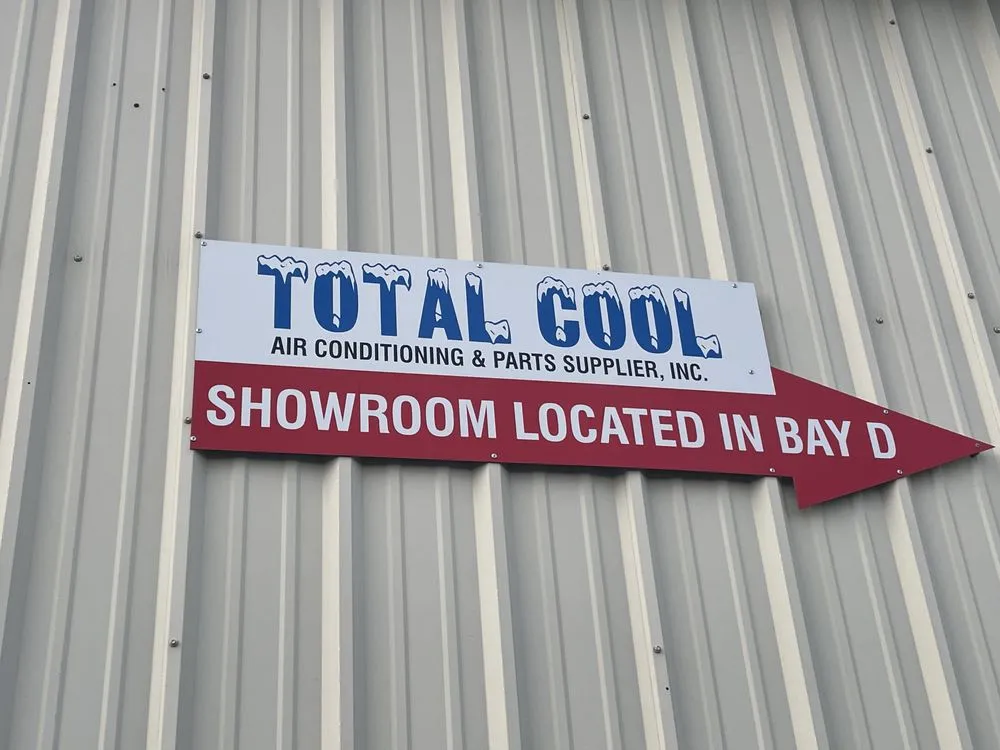 TOTAL COOL
AIR CONDITIONING & PARTS SUPPLIER, INC.
SHOWROOM LOCATED IN BAY D